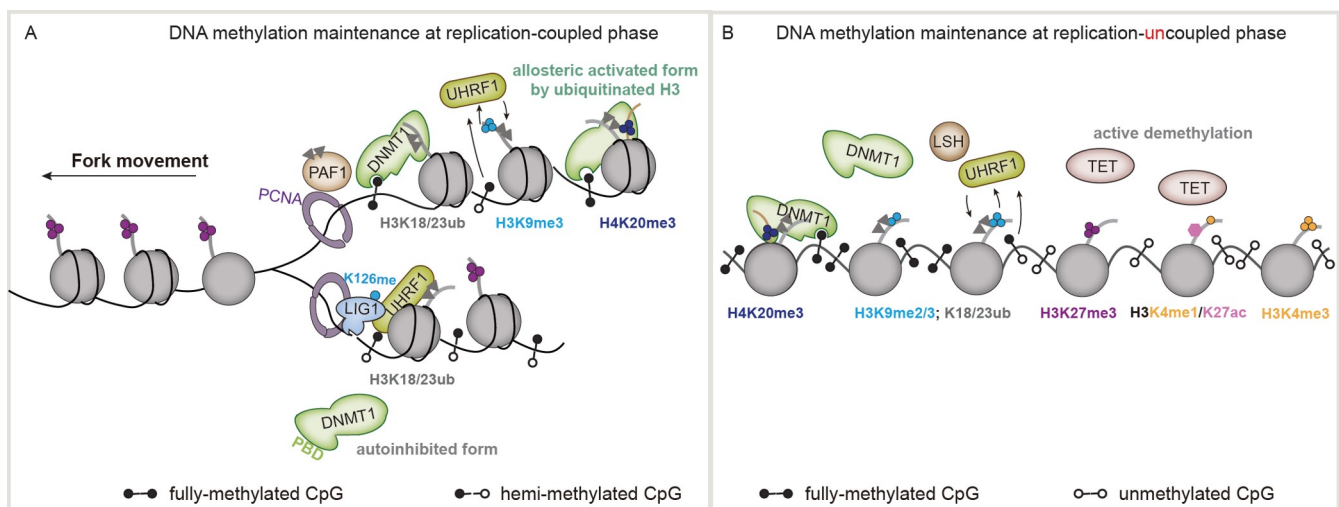 A
DNA methylation maintenance at replication-coupled phase
allosteric activated form
by ubiquitinated H3
UHRF1
DNMT1
Fork movement
PAF1
PCNA
H3K18/23ub
H3K9me3
H4K20me3
K126me
LIG1
UHRF1
H3K18/23ub
DNMT1
PBD
autoinhibited form
fully-methylated CpG
hemi-methylated CpG
B
DNA methylation maintenance at replication-uncoupled phase
DNMT1
LSH
UHRF1
active demethylation
TET
TET
DNMT1
H4K20me3
H3K9me2/3; K18/23ub
H3K27me3
H3K4me1/K27ac
H3K4me3
fully-methylated CpG
unmethylated CpG